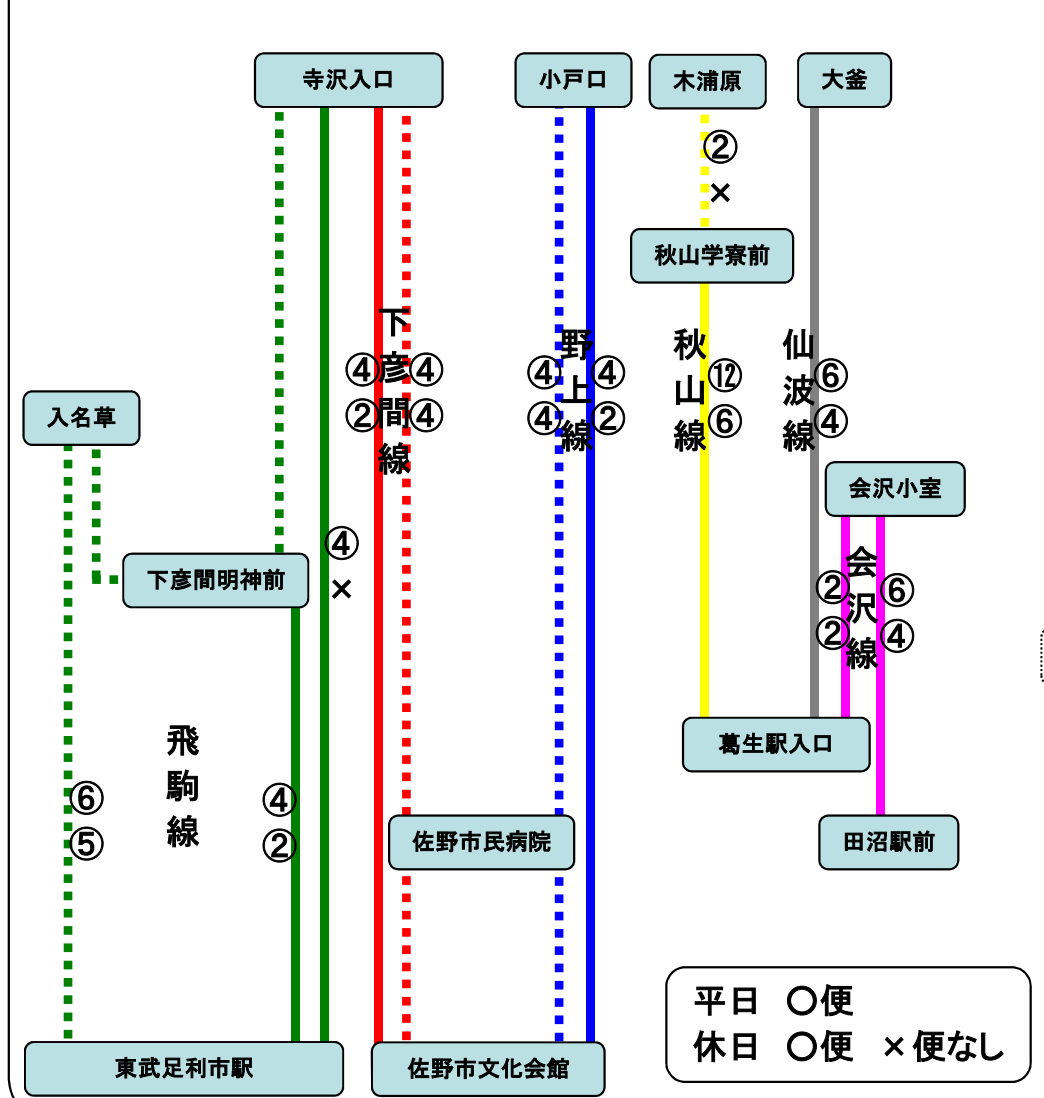 寺沢入口
小戸口
木浦原
大釜
②
×
秋山学寮前
下彦間線
④
②
④
④
野上線
④
④
④
②
秋山線
⑫
⑥
仙波線
⑥
④
入名草
会沢小室
④
×
下彦間明神前
会沢線
②
②
⑥
④
飛駒線
⑥
⑤
④
②
葛生駅入口
佐野市民病院
田沼駅前
平日 〇便
休日 〇便 ×便なし
東武足利市駅
佐野市文化会館